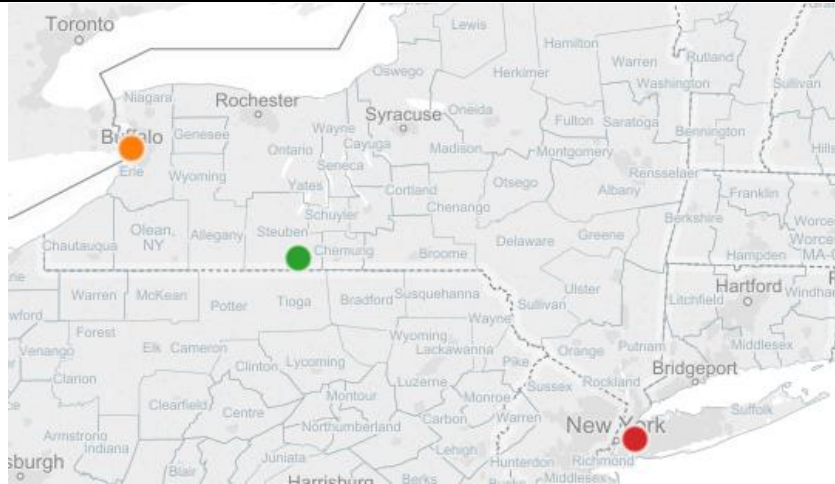 Lewis
Toronto
Hamilton
Warren
Rutland
Oswego
Herkimer
Washington
Sullivan
Niagara
Rochester
Syracuse
Oneida
Fulton
Saratoga
Buffalo
Genesee
Wayne
Cayuga
Bennington
Ontario
Seneca
Madison
Montgomery
Erie
Wyoming
Yates
Cortland
Otsego
Rensselaer
Albany
Franklin
Schuyler
Chenango
Berkshire
Olean,
NY
Allegany
Steuben
Chautauqua
Chemung
Broome
Delaware
Greene
Hampden
MA-C
Warren
McKean
Potter
Tioga
Bradford
Susquehanna
Ulster
Hartford
Litchfield
Windha
Sullivan
Wayne
Forest
Wyoming
Venango
Elk
Cameron
Lackawanna
Clinton
Lycoming
Pike
Orange
Putnam
Middlesex
Clarion
Luzerne
Sussex
Rockland
Bridgeport
Clearfield
Centre
Montour
Monroe
Carbon
Warren
Suffolk
Northumberland
New York
Armstrong
Indiana
Lehigh
Juniata
Hunterdon
Richmond
sburgh
Blair
Harrisburg
Berks
Middlesex